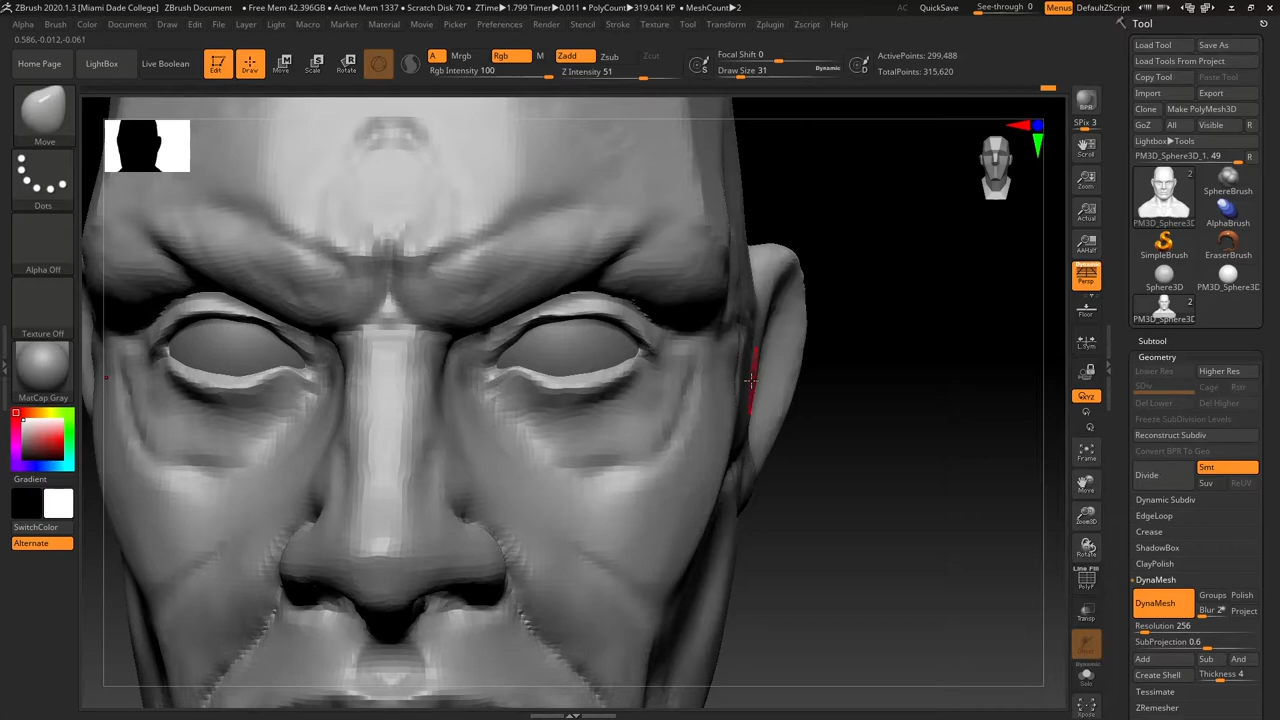 ZBrush 2020.1.3 [Miami Dade College] ZBrush Document • Free Mem 42.396GB • Active Mem 1337 • Scratch Disk 70 • ZTime▶1.799 Timer▶0.011 • PolyCount▶319.041 KP • MeshCount▶2
AC QuickSave See-through 0 Menus DefaultZScript
Alpha Brush Color Document Draw Edit File Layer Light Macro Marker Material Movie Picker Preferences Render Stencil Stroke Texture Tool Transform Zplugin Zscript Help
Tool
0.586,-0.012,-0.061
Home Page LightBox Live Boolean Edit Draw Move Scale Rotate
A Mrgb Rgb M Zadd Zsub Zcut
Rgb Intensity 100 Z Intensity 51
Focal Shift 0
Draw Size 31 Dynamic
S D
ActivePoints: 299,488
TotalPoints: 315,620
Load Tool Save As
Load Tools From Project
Copy Tool Paste Tool
Import Export
Clone Make PolyMesh3D
GoZ All Visible R
Lightbox▶Tools
PM3D_Sphere3D_1. 49 R
2
SphereBrush
PM3D_Sphere3D AlphaBrush
SimpleBrush EraserBrush
Sphere3D PM3D_Sphere3D
2
PM3D_Sphere3D
Subtool
Geometry
Lower Res Higher Res
SDiv Cage Rstr
Del Lower Del Higher
Freeze SubDivision Levels
Reconstruct Subdiv
Convert BPR To Geo
Divide Smt
Suv ReUV
Dynamic Subdiv
EdgeLoop
Crease
ShadowBox
ClayPolish
DynaMesh
DynaMesh Groups Polish
Blur 2 Project
Resolution 256
SubProjection 0.6
Add Sub And
Create Shell Thickness 4
Tessimate
ZRemesher
Move
Dots
Alpha Off
Texture Off
MatCap Gray
Gradient
SwitchColor
Alternate
BPR
SPix 3
Scroll
Zoom
Actual
AAHalf
Dynamic
Persp
Floor
L.Sym
XYZ
Frame
Move
Zoom3D
Rotate
Line Fill
PolyF
Transp
Dynamic
Solo
Xpose